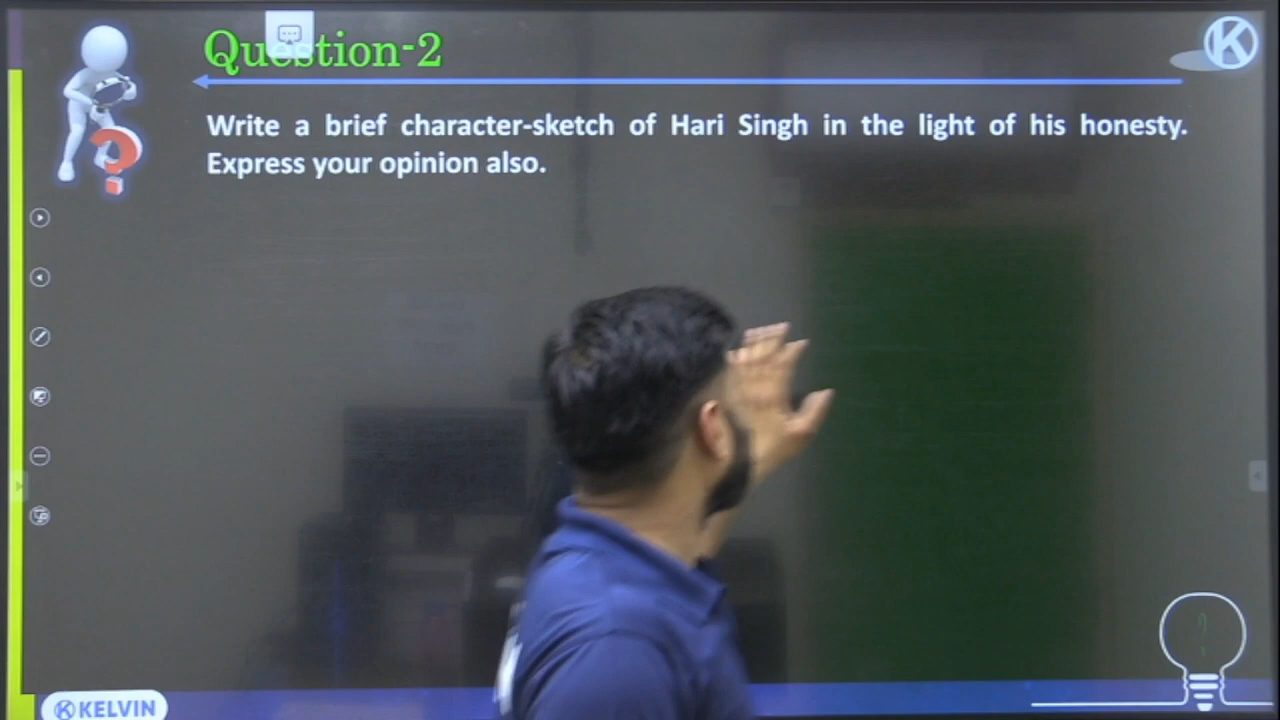 Question-2
Write a brief character-sketch of Hari Singh in the light of his honesty.
Express your opinion also.
K
KELVIN